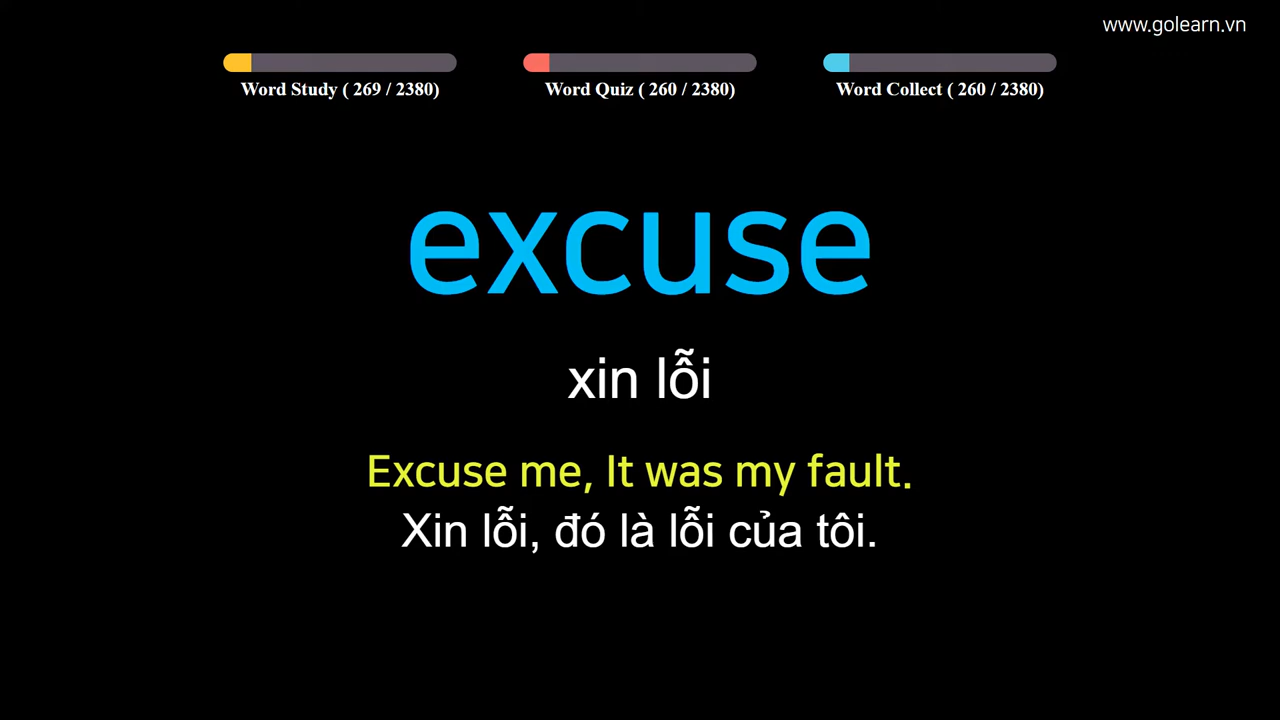 www.golearn.vn
Word Study ( 269 / 2380)
Word Quiz ( 260 / 2380)
Word Collect ( 260 / 2380)
excuse
xin lỗi
Excuse me, It was my fault.
Xin lỗi, đó là lỗi của tôi.